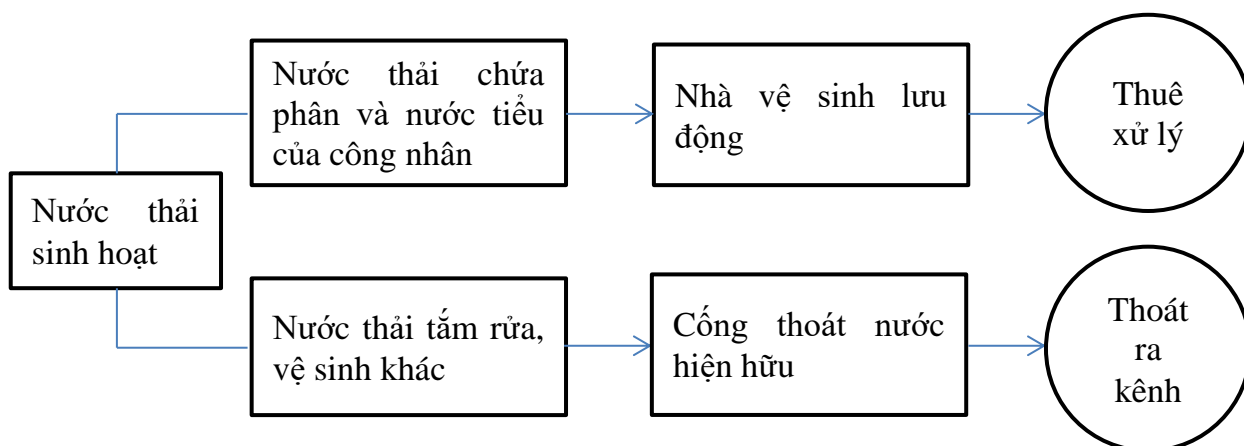 Nước thải sinh hoạt
Nước thải chứa
phân và nước tiểu
của công nhân
Nhà vệ sinh lưu
động
Thuê
xử lý
Nước thải tắm rửa,
vệ sinh khác
Cống thoát nước
hiện hữu
Thoát
ra
kênh